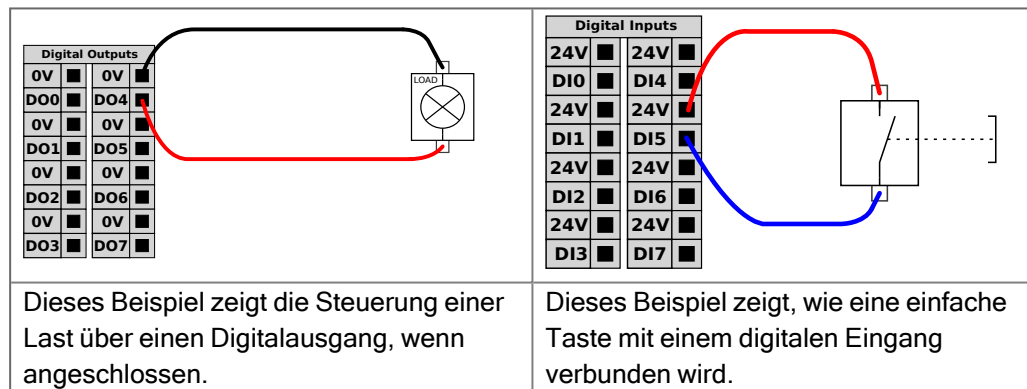 Digital Outputs
0V 0V
DO0 DO4
0V 0V
DO1 DO5
0V 0V
DO2 DO6
0V 0V
DO3 DO7
LOAD
Digital Inputs
24V 24V
DI0 DI4
24V 24V
DI1 DI5
24V 24V
DI2 DI6
24V 24V
DI3 DI7
Dieses Beispiel zeigt die Steuerung einer
Last über einen Digitalausgang, wenn
angeschlossen.
Dieses Beispiel zeigt, wie eine einfache
Taste mit einem digitalen Eingang
verbunden wird.